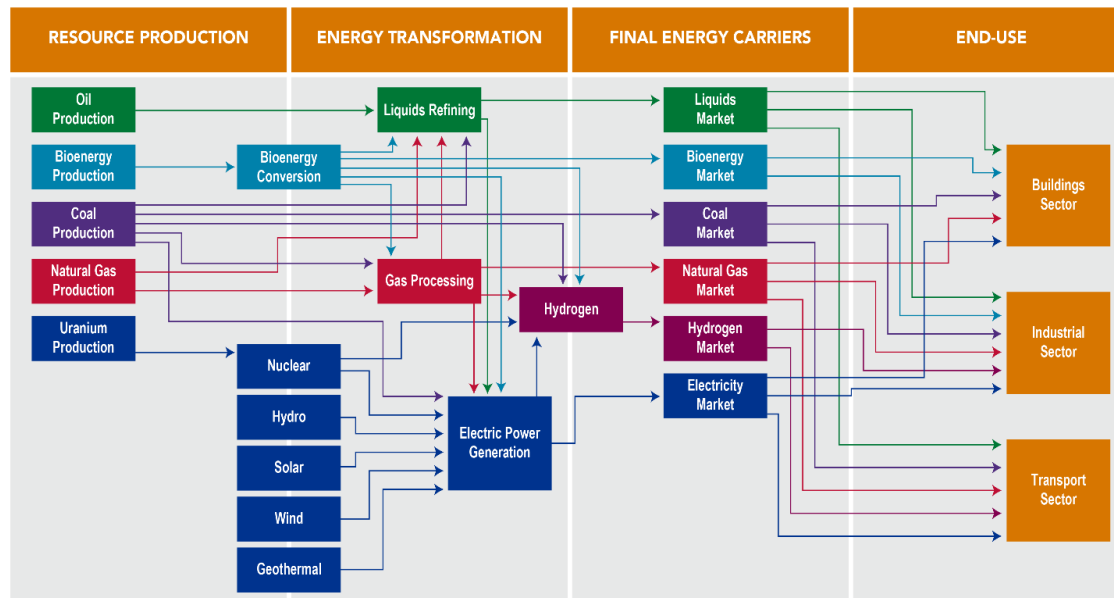 RESOURCE PRODUCTION
ENERGY TRANSFORMATION
FINAL ENERGY CARRIERS
END-USE
Oil
Production
Liquids Refining
Liquids
Market
Bioenergy
Production
Bioenergy
Conversion
Bioenergy
Market
Buildings
Sector
Coal
Production
Coal
Market
Natural Gas
Production
Gas Processing
Natural Gas
Market
Hydrogen
Uranium
Production
Hydrogen
Market
Industrial
Sector
Nuclear
Electricity
Market
Hydro
Electric Power
Generation
Solar
Transport
Sector
Wind
Geothermal